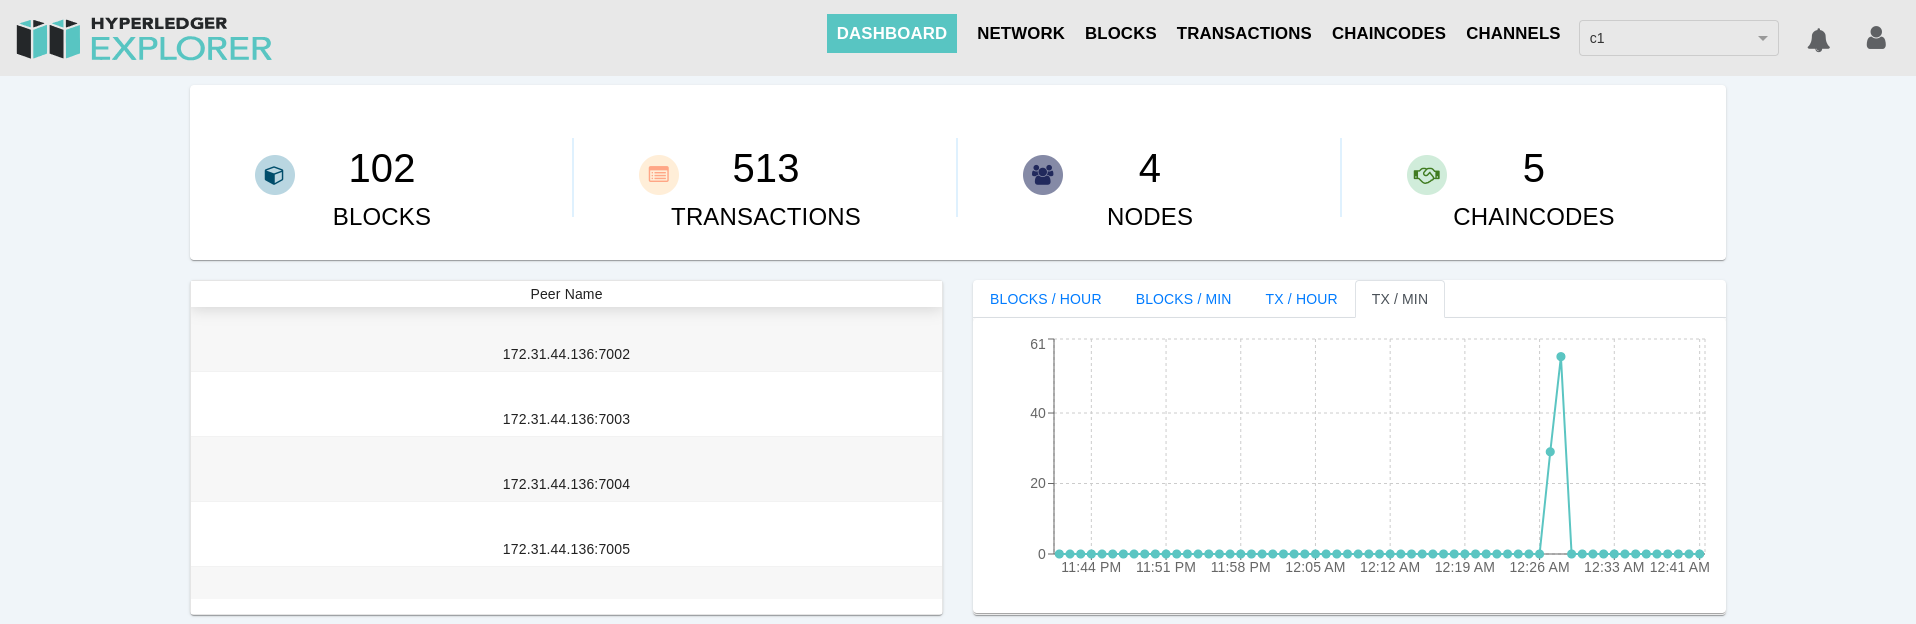 HYPERLEDGER
EXPLORER
DASHBOARD NETWORK BLOCKS TRANSACTIONS CHAINCODES CHANNELS c1
102 513 4 5
BLOCKS TRANSACTIONS NODES CHAINCODES
Peer Name
172.31.44.136:7002
172.31.44.136:7003
172.31.44.136:7004
172.31.44.136:7005
BLOCKS / HOUR BLOCKS / MIN TX / HOUR TX / MIN
61
40
20
0
11:44 PM 11:51 PM 11:58 PM 12:05 AM 12:12 AM 12:19 AM 12:26 AM 12:33 AM 12:41 AM